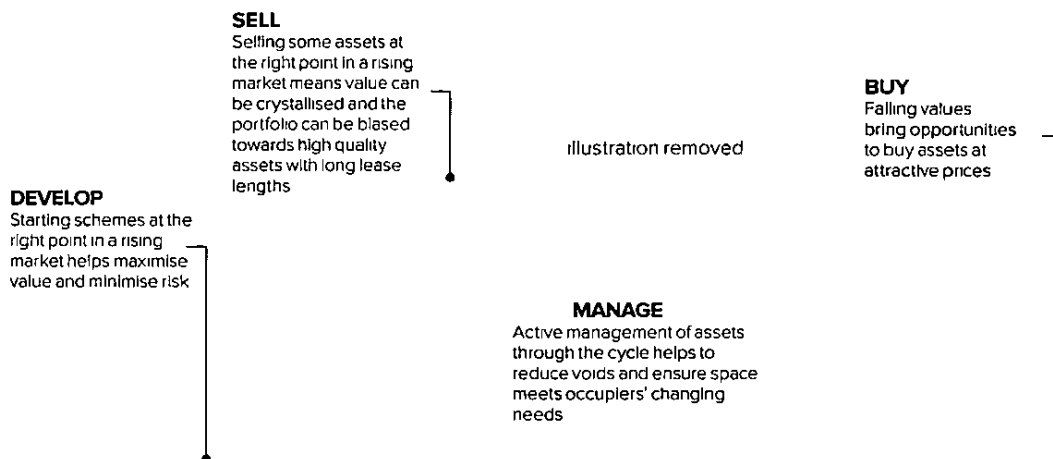 SELL
Selling some assets at
the right point in a rising
market means value can
be crystallised and the
portfolio can be biased
towards high quality
assets with long lease
lengths
BUY
Falling values
bring opportunities
to buy assets at
attractive prices
illustration removed
DEVELOP
Starting schemes at the
right point in a rising
market helps maximise
value and minimise risk
MANAGE
Active management of assets
through the cycle helps to
reduce voids and ensure space
meets occupiers' changing
needs